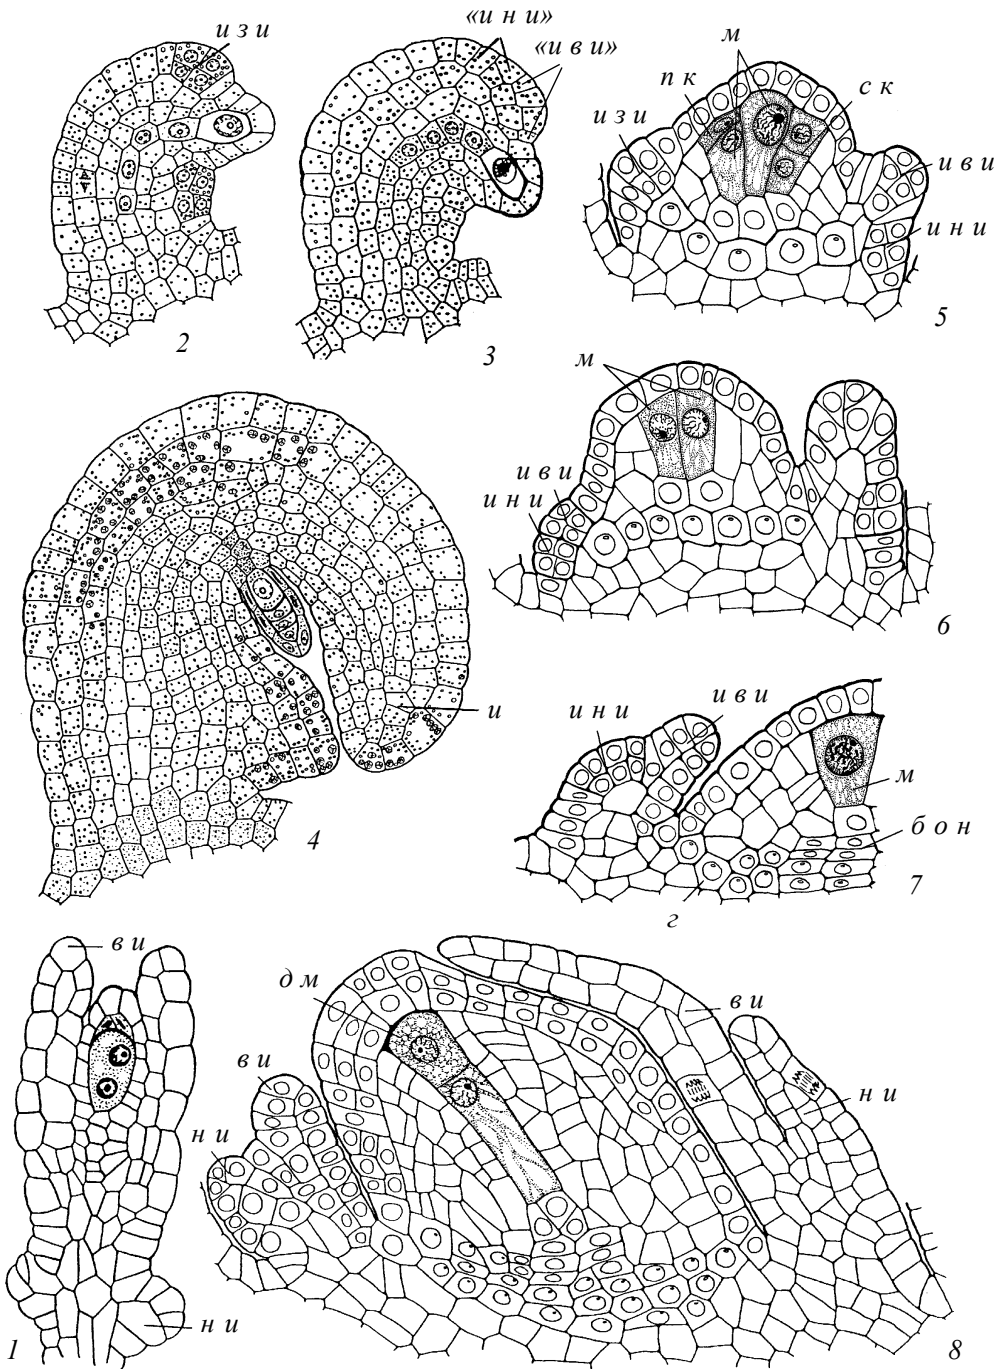 и з и
2
«и н и»
«и в и»
3
м
п к
с к
и з и
и в и
и н и
5
м
и в и
и н и
6
и
4
и н и
и в и
м
б о н
г
7
в и
н и
1
д м
в и
в и
н и
н и
8